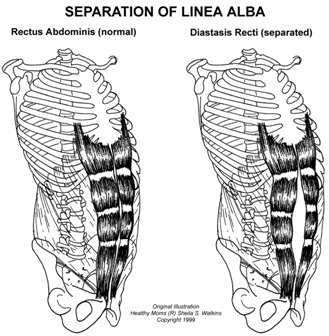 SEPARATION OF LINEA ALBA
Rectus Abdominis (normal)
Diastasis Recti (separated)
Original Illustration
Healthy Moms (R) Sheila S. Watkins
Copyright 1999